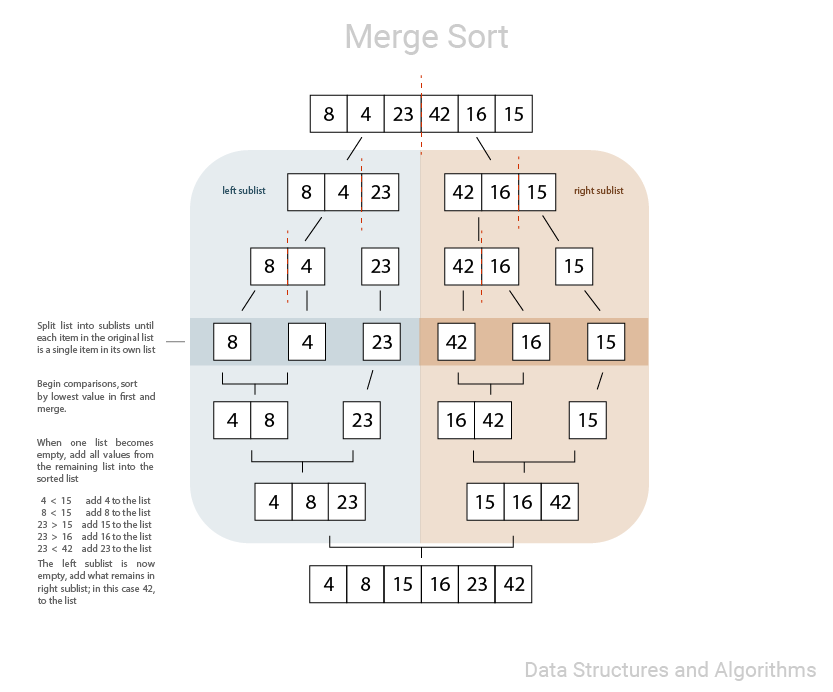 Merge Sort
8 4 23 42 16 15
left sublist
8 4 23
42 16 15
right sublist
8 4
23
42 16
15
Split list into sublists until
each item in the original list
is a single item in its own list
8
4
23
42
16
15
Begin comparisons, sort
by lowest value in first and
merge.
4 8
23
16 42
15
When one list becomes
empty, add all values from
the remaining list into the
sorted list
4 8 23
15 16 42
4 < 15 add 4 to the list
8 < 15 add 8 to the list
23 > 15 add 15 to the list
23 > 16 add 16 to the list
23 < 42 add 23 to the list
The left sublist is now
empty, add what remains in
right sublist; in this case 42,
to the list
4 8 15 16 23 42
Data Structures and Algorithms